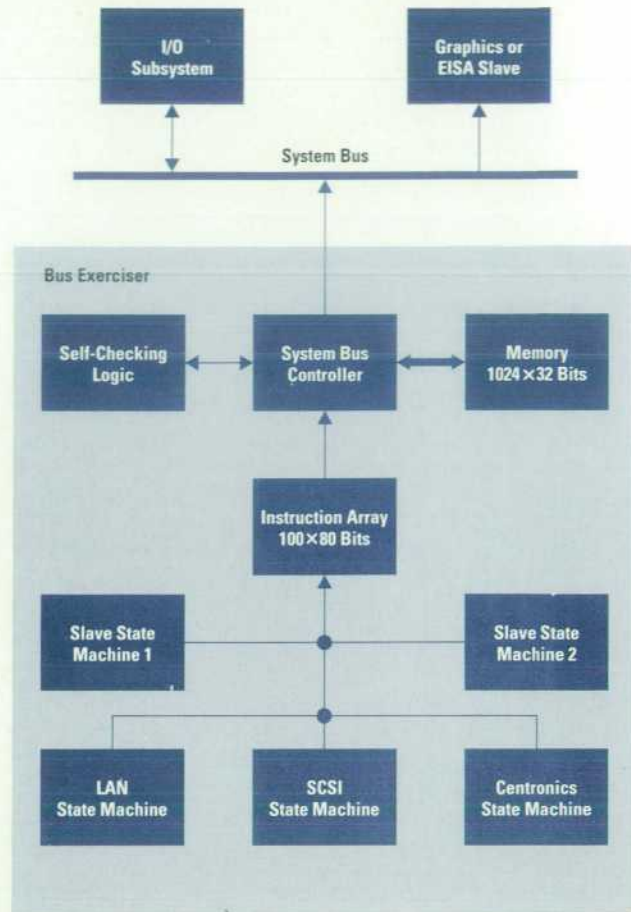 I/O
Subsystem
Graphics or
EISA Slave
System Bus
Bus Exerciser
Self-Checking
Logic
System Bus
Controller
Memory
1024×32 Bits
Instruction Array
100×80 Bits
Slave State
Machine 1
Slave State
Machine 2
LAN
State Machine
SCSI
State Machine
Centronics
State Machine